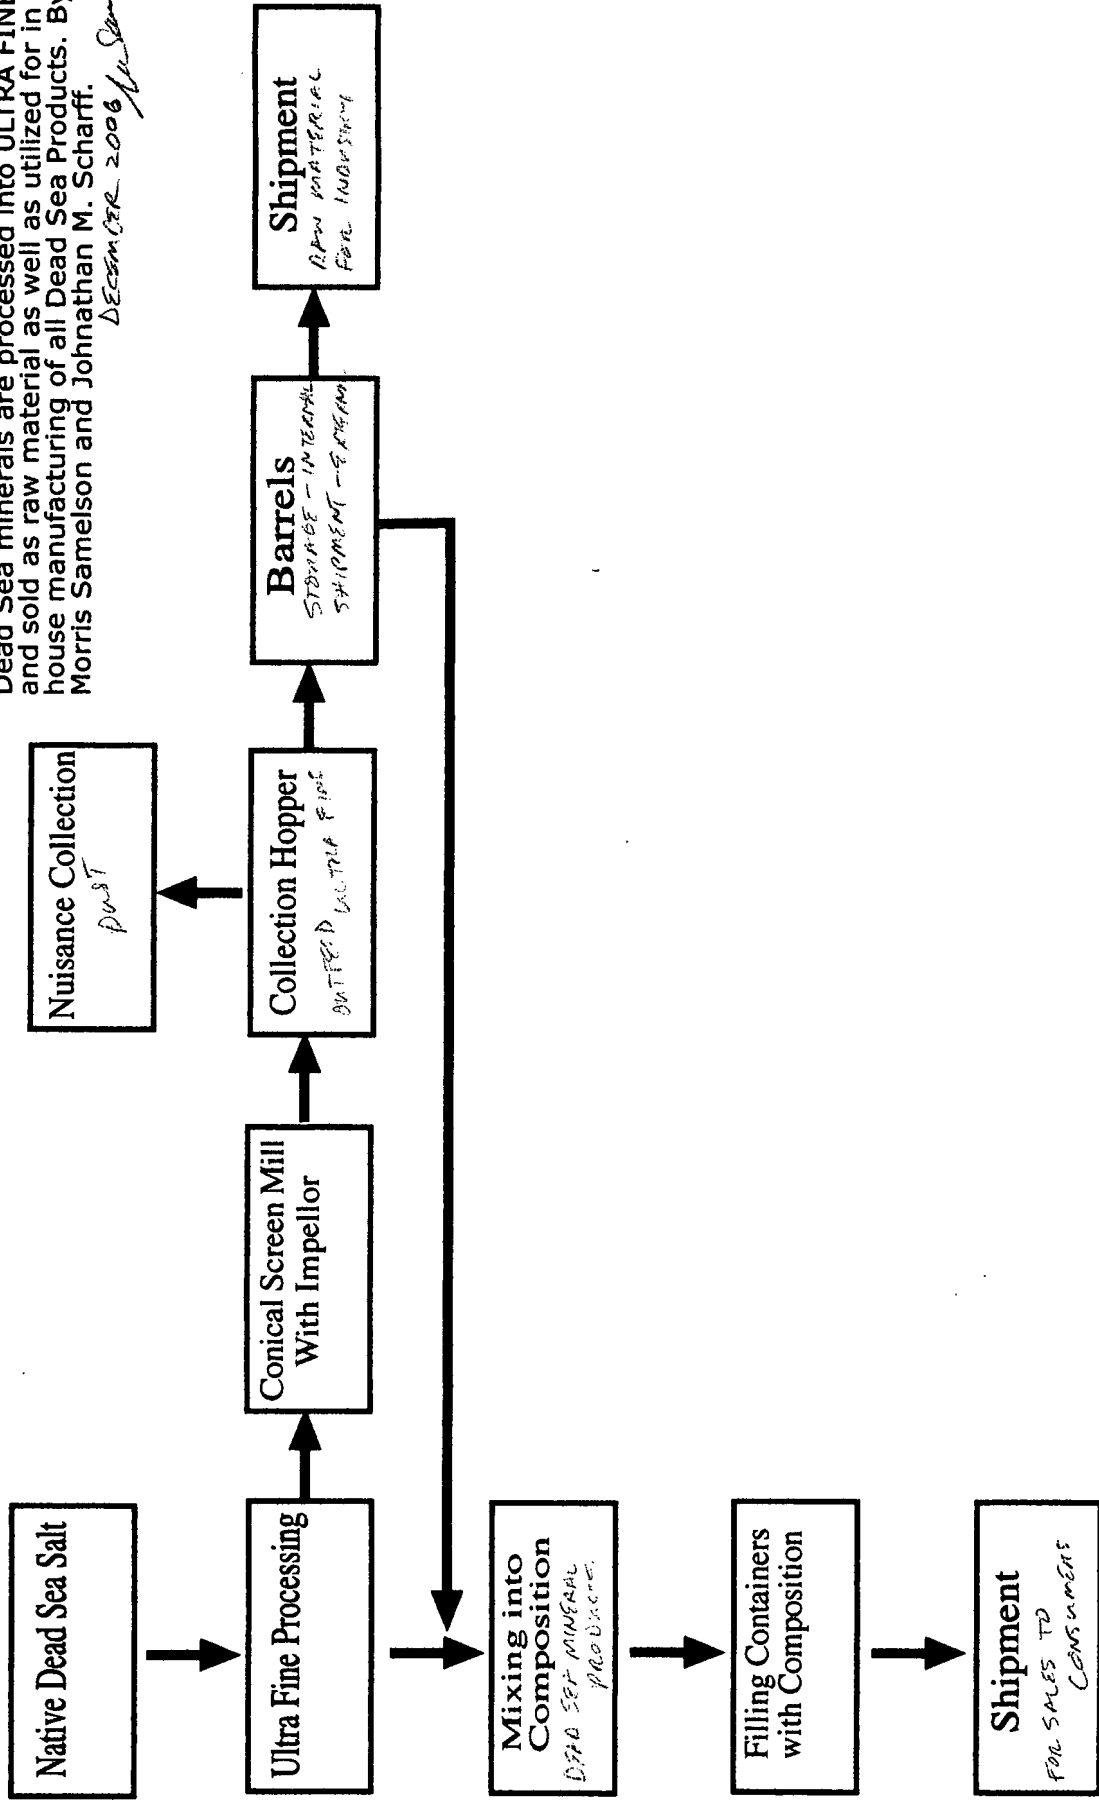 Dead Sea minerals are processed into ULTRA FINE
and sold as raw material as well as utilized for in
house manufacturing of all Dead Sea Products. By
Morris Samelson and Johnathan M. Scharff.
DECEMBER 2006
Native Dead Sea Salt
Ultra Fine Processing
Conical Screen Mill
With Impellor
Nuisance Collection
DUST
Collection Hopper
ULTRA FINE
Barrels
STORAGE - INTERNAL
SHIPMENT - EXTERNAL
Shipment
RAW MATERIAL
FOR INDUSTRY
Mixing into
Composition
DEAD SEA MINERAL
PRODUCT
Filling Containers
with Composition
Shipment
FOR SALES TO
CONSUMERS